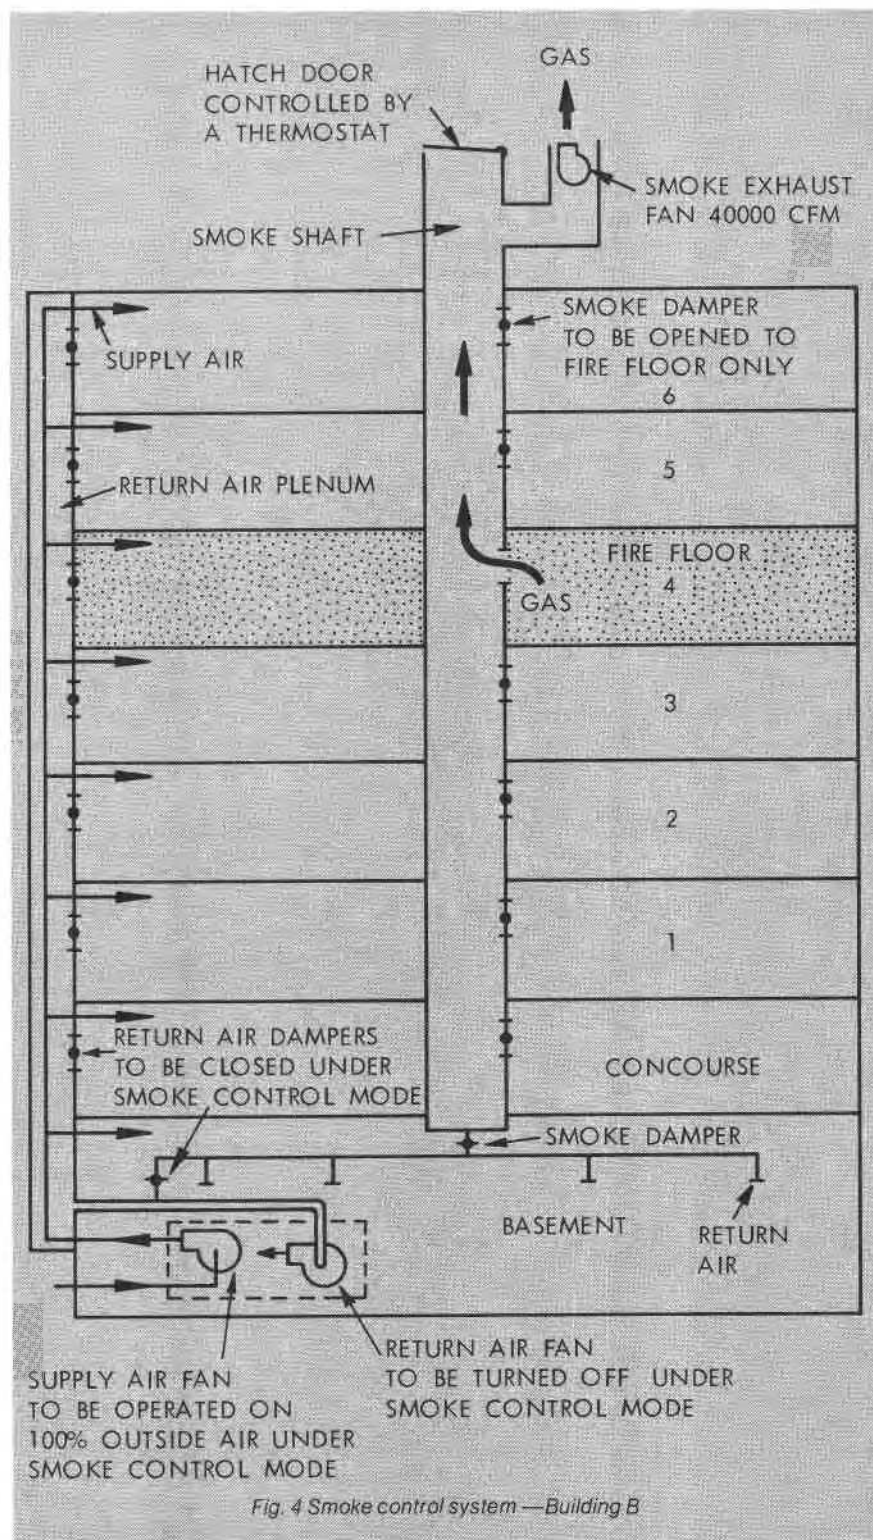 GAS
HATCH DOOR
CONTROLLED BY
A THERMOSTAT
SMOKE EXHAUST
FAN 40000 CFM
SMOKE SHAFT
SMOKE DAMPER
TO BE OPENED TO
FIRE FLOOR ONLY
6
SUPPLY AIR
5
RETURN AIR PLENUM
FIRE FLOOR
4
GAS
3
2
1
RETURN AIR DAMPERS
TO BE CLOSED UNDER
SMOKE CONTROL MODE
CONCOURSE
SMOKE DAMPER
BASEMENT
RETURN
AIR
SUPPLY AIR FAN
TO BE OPERATED ON
100% OUTSIDE AIR UNDER
SMOKE CONTROL MODE
RETURN AIR FAN
TO BE TURNED OFF UNDER
SMOKE CONTROL MODE
Fig. 4 Smoke control system — Building B